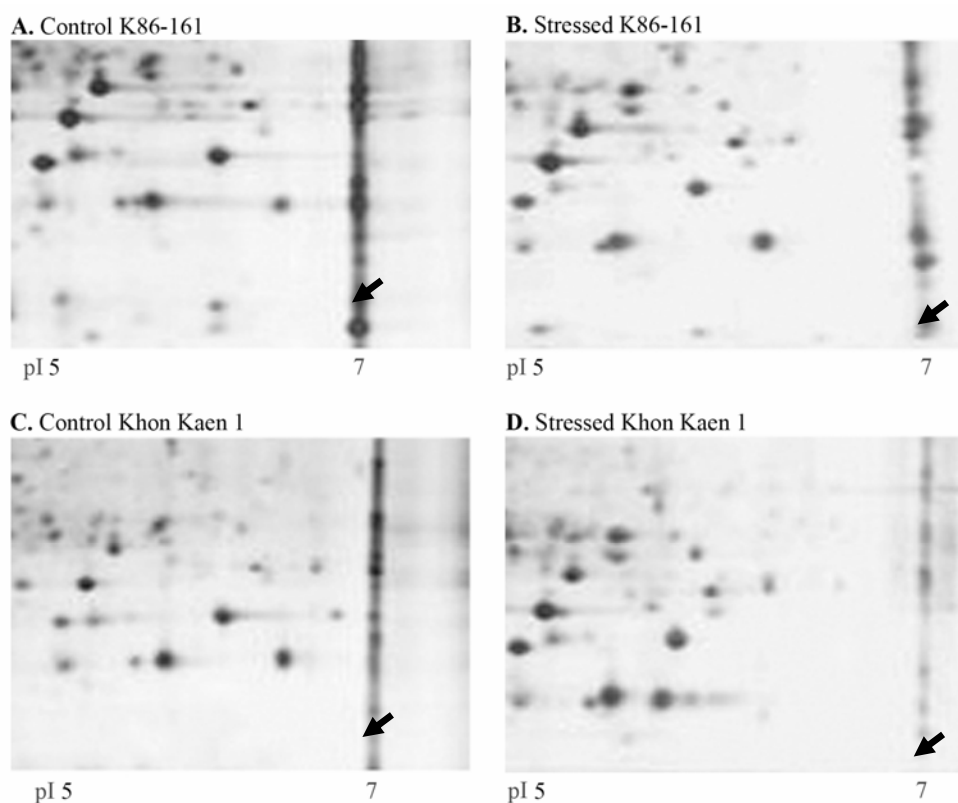 A. Control K86-161
B. Stressed K86-161
pI 5 7
pI 5 7
C. Control Khon Kaen 1
D. Stressed Khon Kaen 1
pI 5 7
pI 5 7